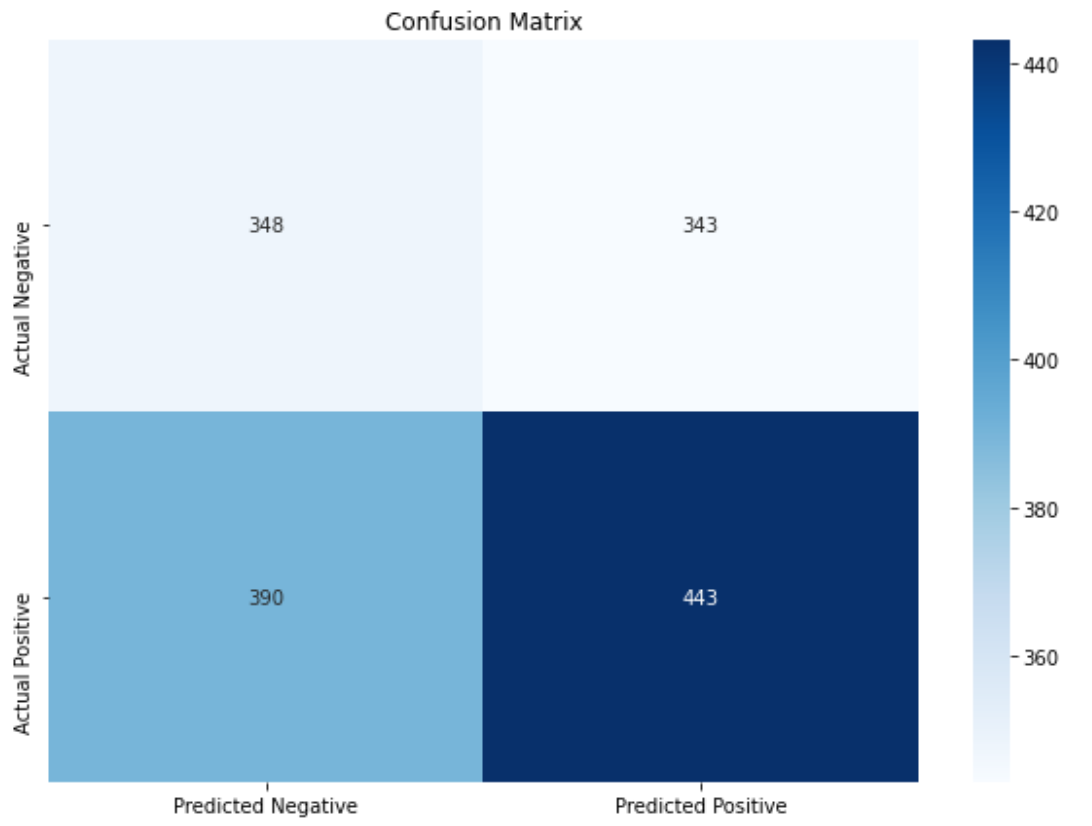 Confusion Matrix
Actual Negative
348
343
Actual Positive
390
443
Predicted Negative
Predicted Positive
440
420
400
380
360